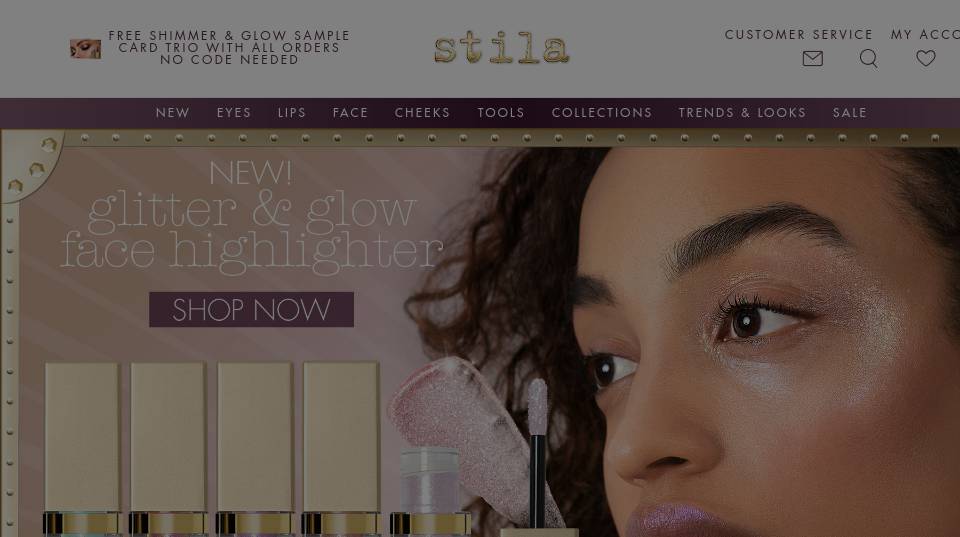 FREE SHIMMER & GLOW SAMPLE
CARD TRIO WITH ALL ORDERS
NO CODE NEEDED
stila
CUSTOMER SERVICE
MY ACCO
NEW EYES LIPS FACE CHEEKS TOOLS COLLECTIONS TRENDS & LOOKS SALE
NEW!
glitter & glow
face highlighter
SHOP NOW